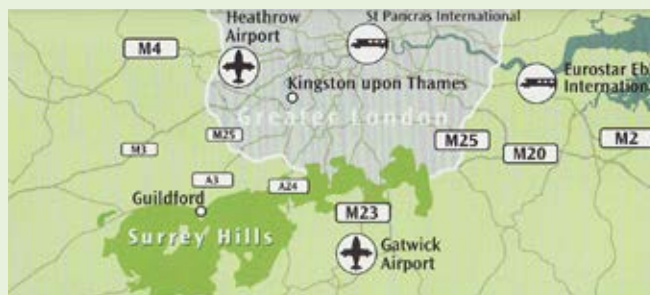 Heathrow
Airport
St Pancras International
M4
Kingston upon Thames
Eurostar Eb
International
Greater London
M25
M25
M2
M3
M20
A3
A24
Guildford
M23
Surrey Hills
Gatwick
Airport